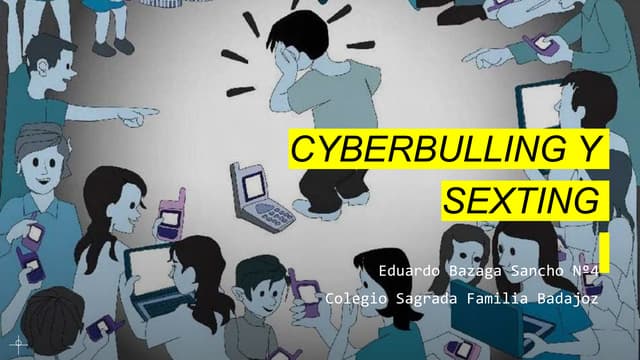 CYBERBULLING Y
SEXTING
Eduardo Bazaga Sancho Nº4
Colegio Sagrada Familia Badajoz